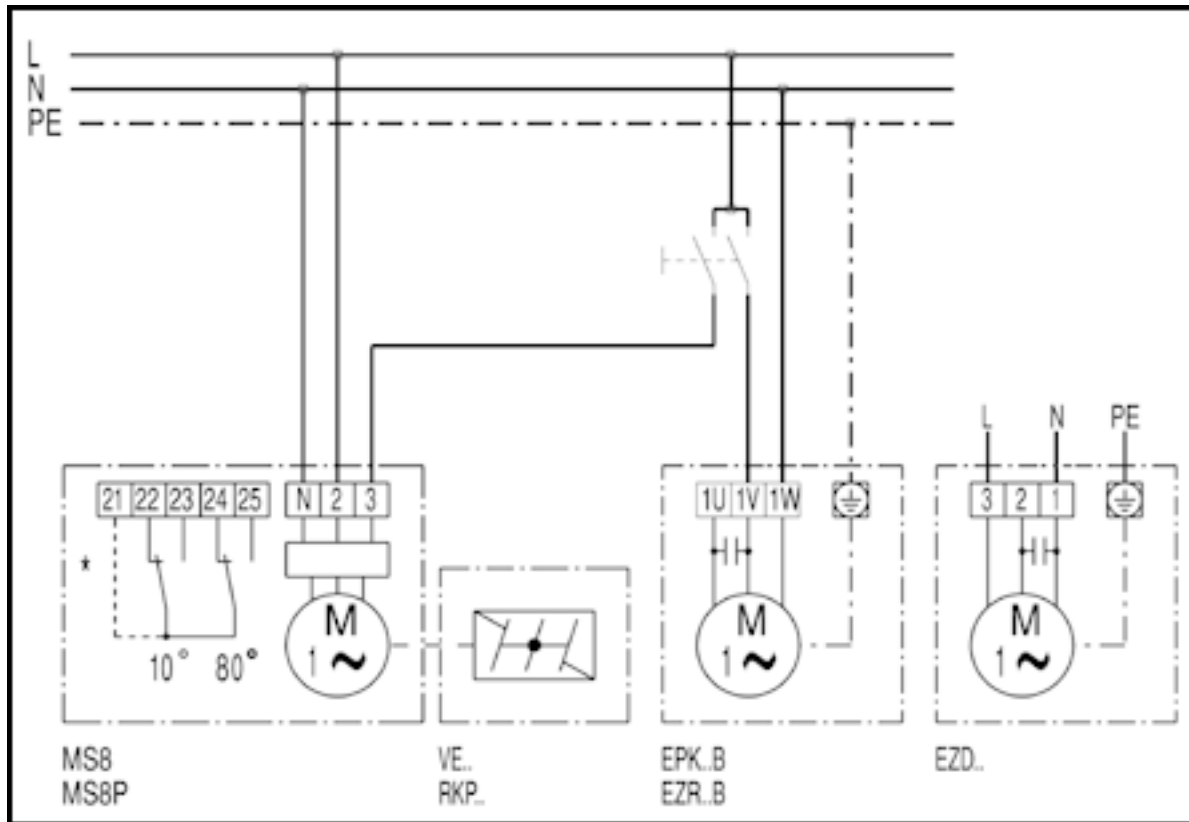 L
N
PE
L N PE
21 22 23 24 25 N 2 3
1U 1V 1W
3 2 1
*
M
1 ~
M
1 ~
M
1 ~
10° 80°
MS8
MS8P
VE..
RKP..
EPK..B
EZR..B
EZD..